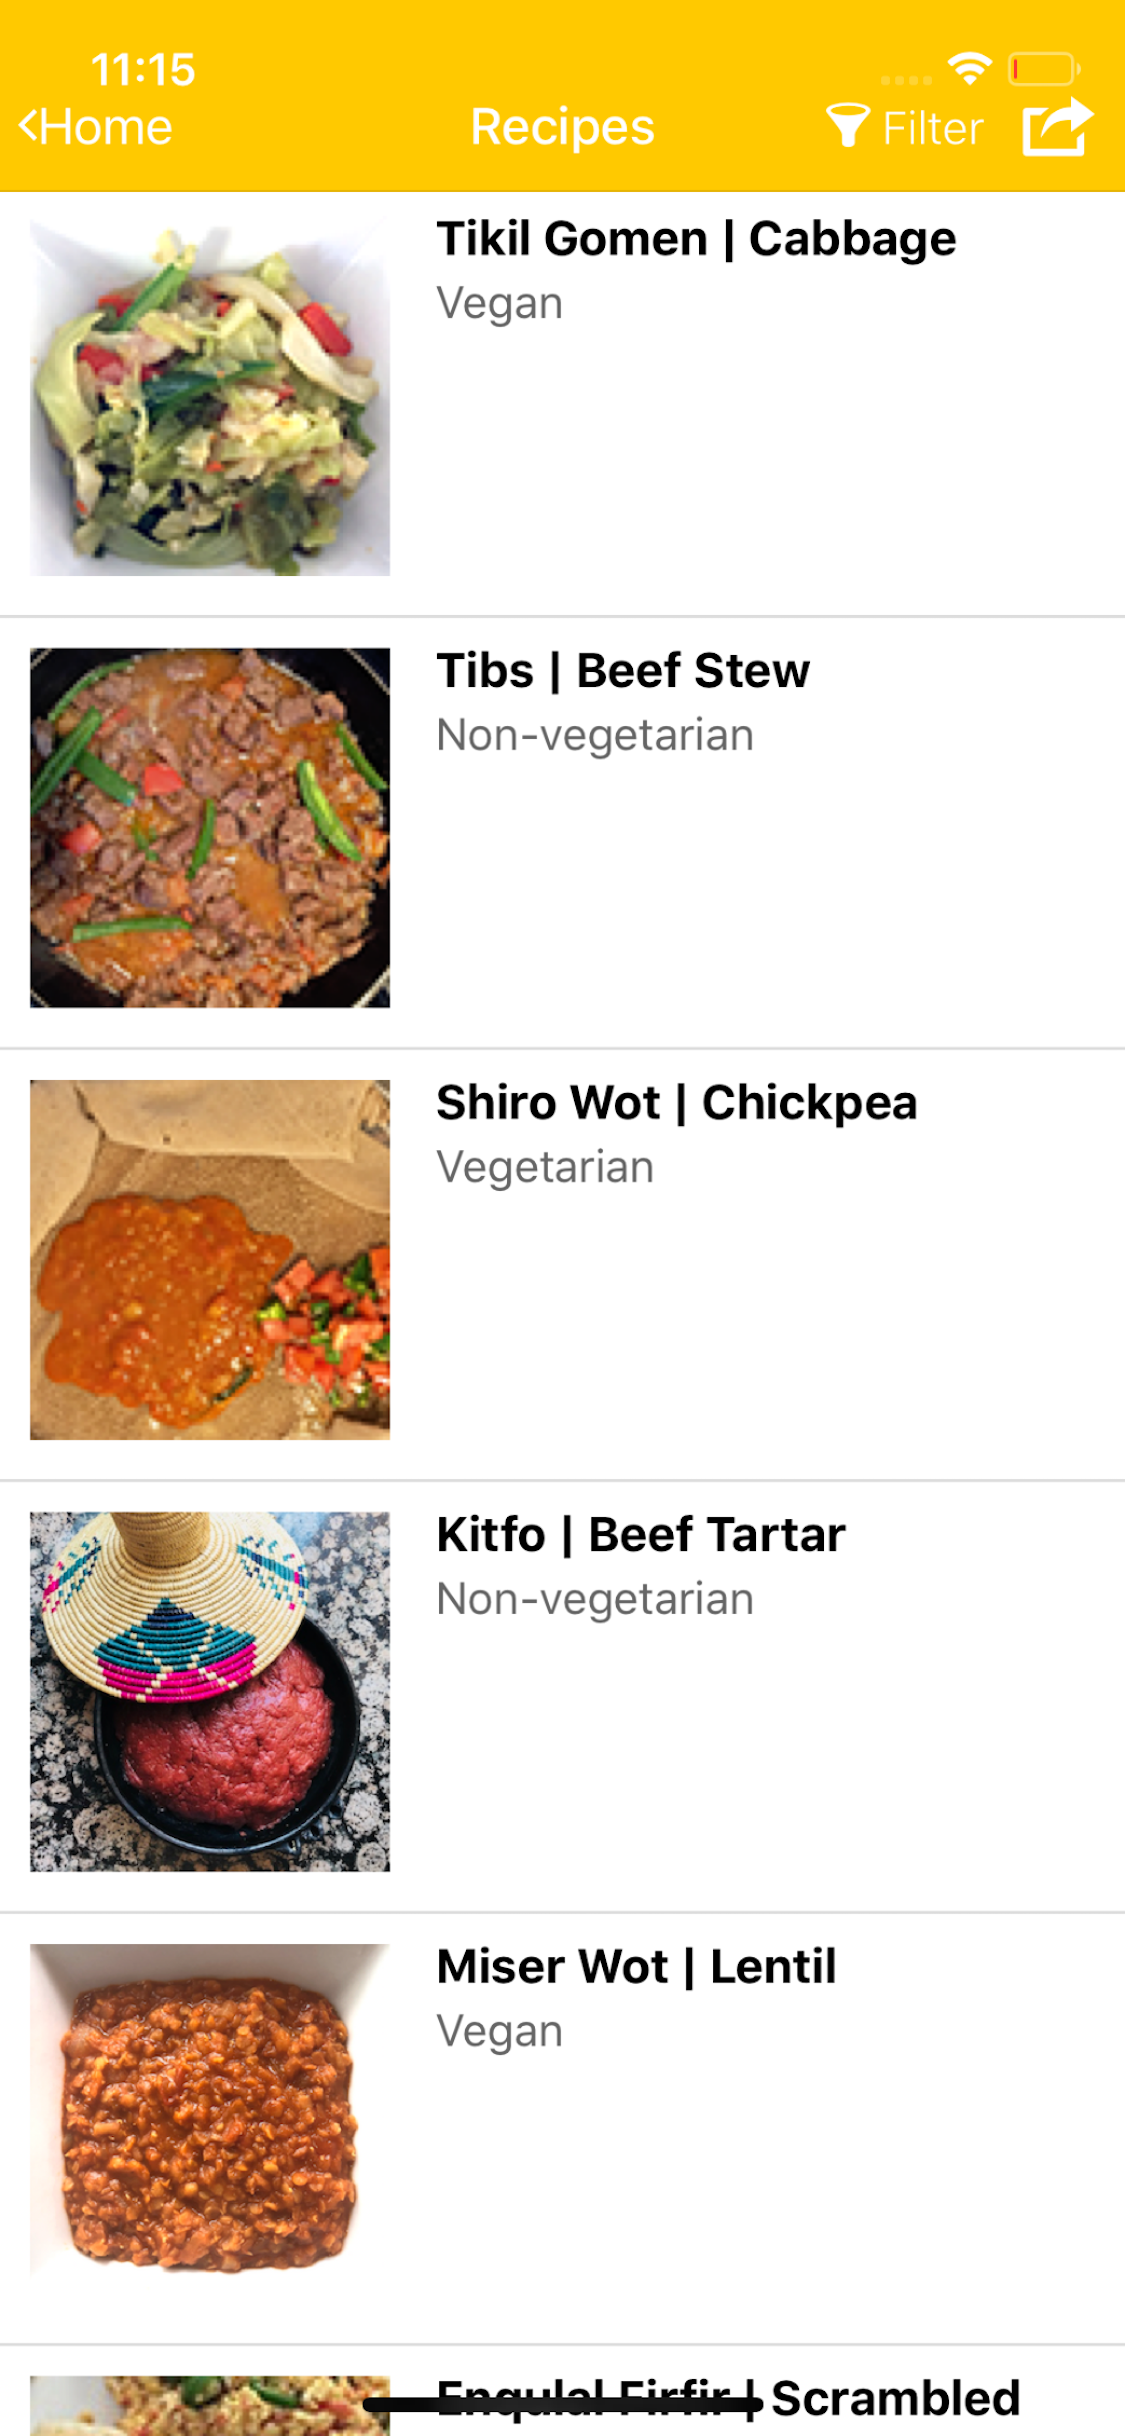 11:15
<Home Recipes Filter
Tikil Gomen | Cabbage
Vegan
Tibs | Beef Stew
Non-vegetarian
Shiro Wot | Chickpea
Vegetarian
Kitfo | Beef Tartar
Non-vegetarian
Miser Wot | Lentil
Vegan
Enqulal Firfir | Scrambled